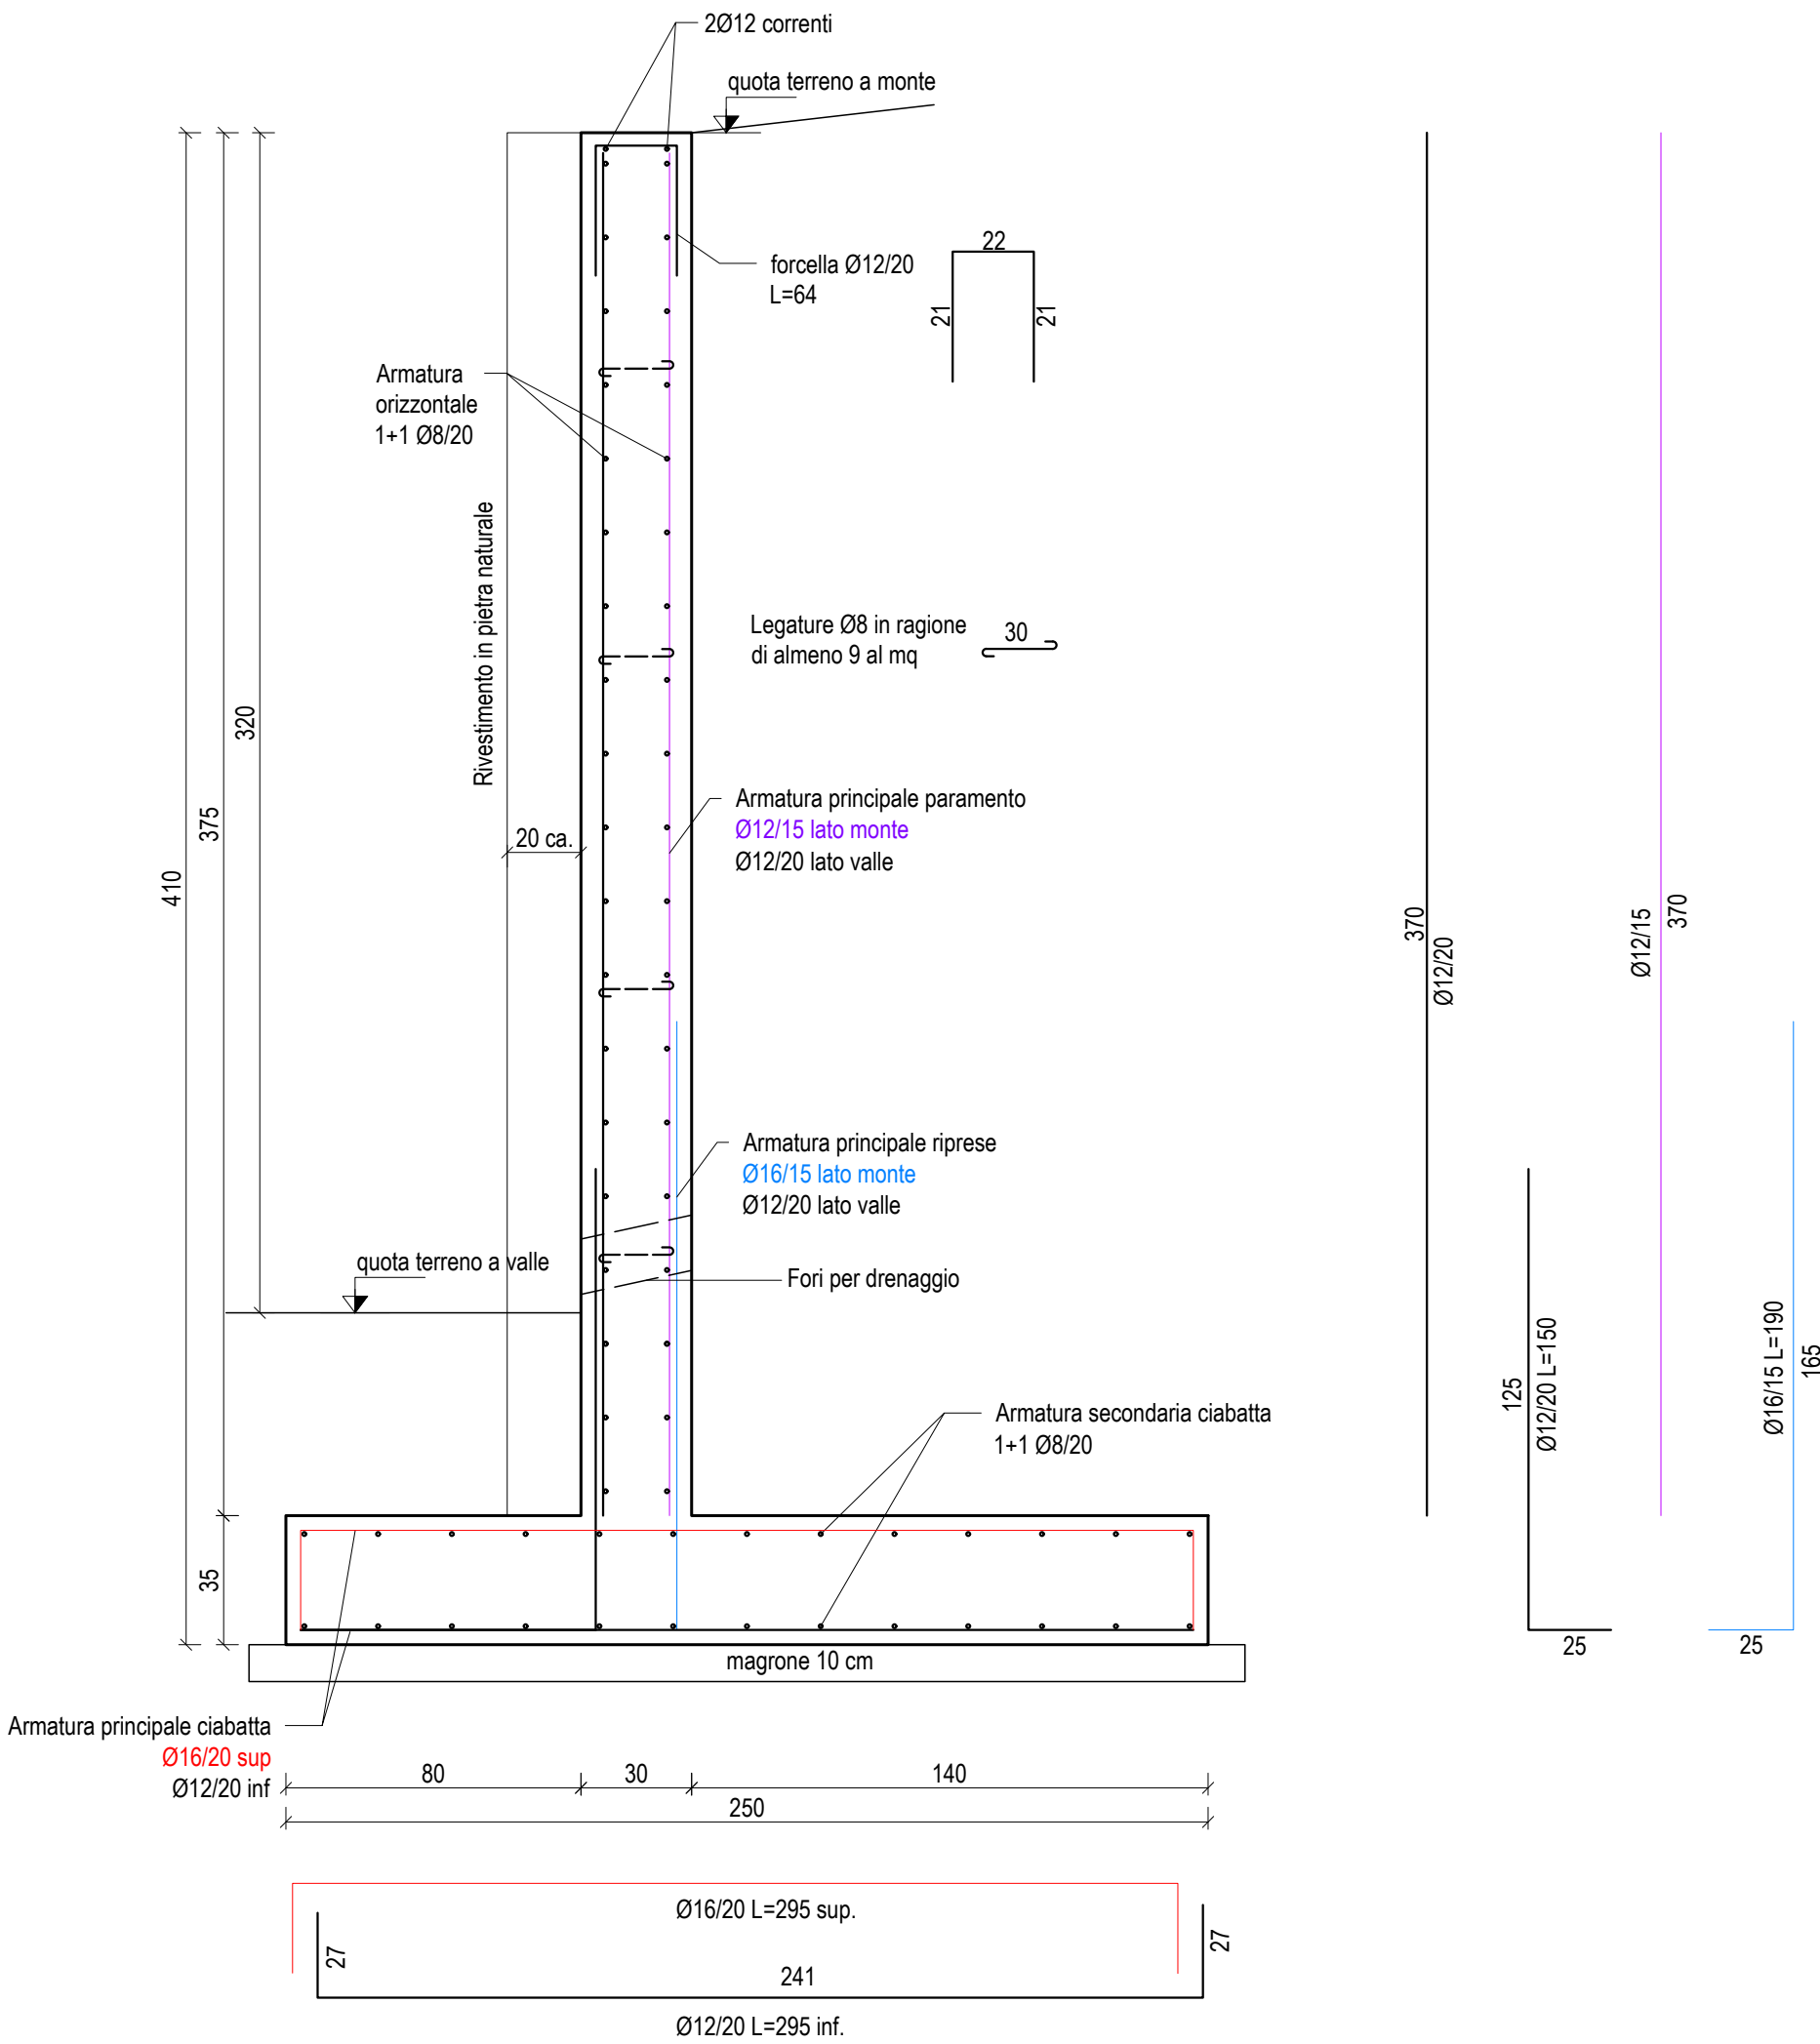 2Ø12 correnti
quota terreno a monte
22
forcella Ø12/20
L=64
21
21
Armatura
orizzontale
1+1 Ø8/20
Rivestimento in pietra naturale
Legature Ø8 in ragione
di almeno 9 al mq
30
320
375
410
20 ca.
Armatura principale paramento
Ø12/15 lato monte
Ø12/20 lato valle
370
Ø12/20
Ø12/15
370
Armatura principale riprese
Ø16/15 lato monte
Ø12/20 lato valle
quota terreno a valle
Fori per drenaggio
125
Ø12/20 L=150
Ø16/15 L=190
165
Armatura secondaria ciabatta
1+1 Ø8/20
35
25
25
magrone 10 cm
Armatura principale ciabatta
Ø16/20 sup
Ø12/20 inf
80
30
140
250
Ø16/20 L=295 sup.
27
27
241
Ø12/20 L=295 inf.